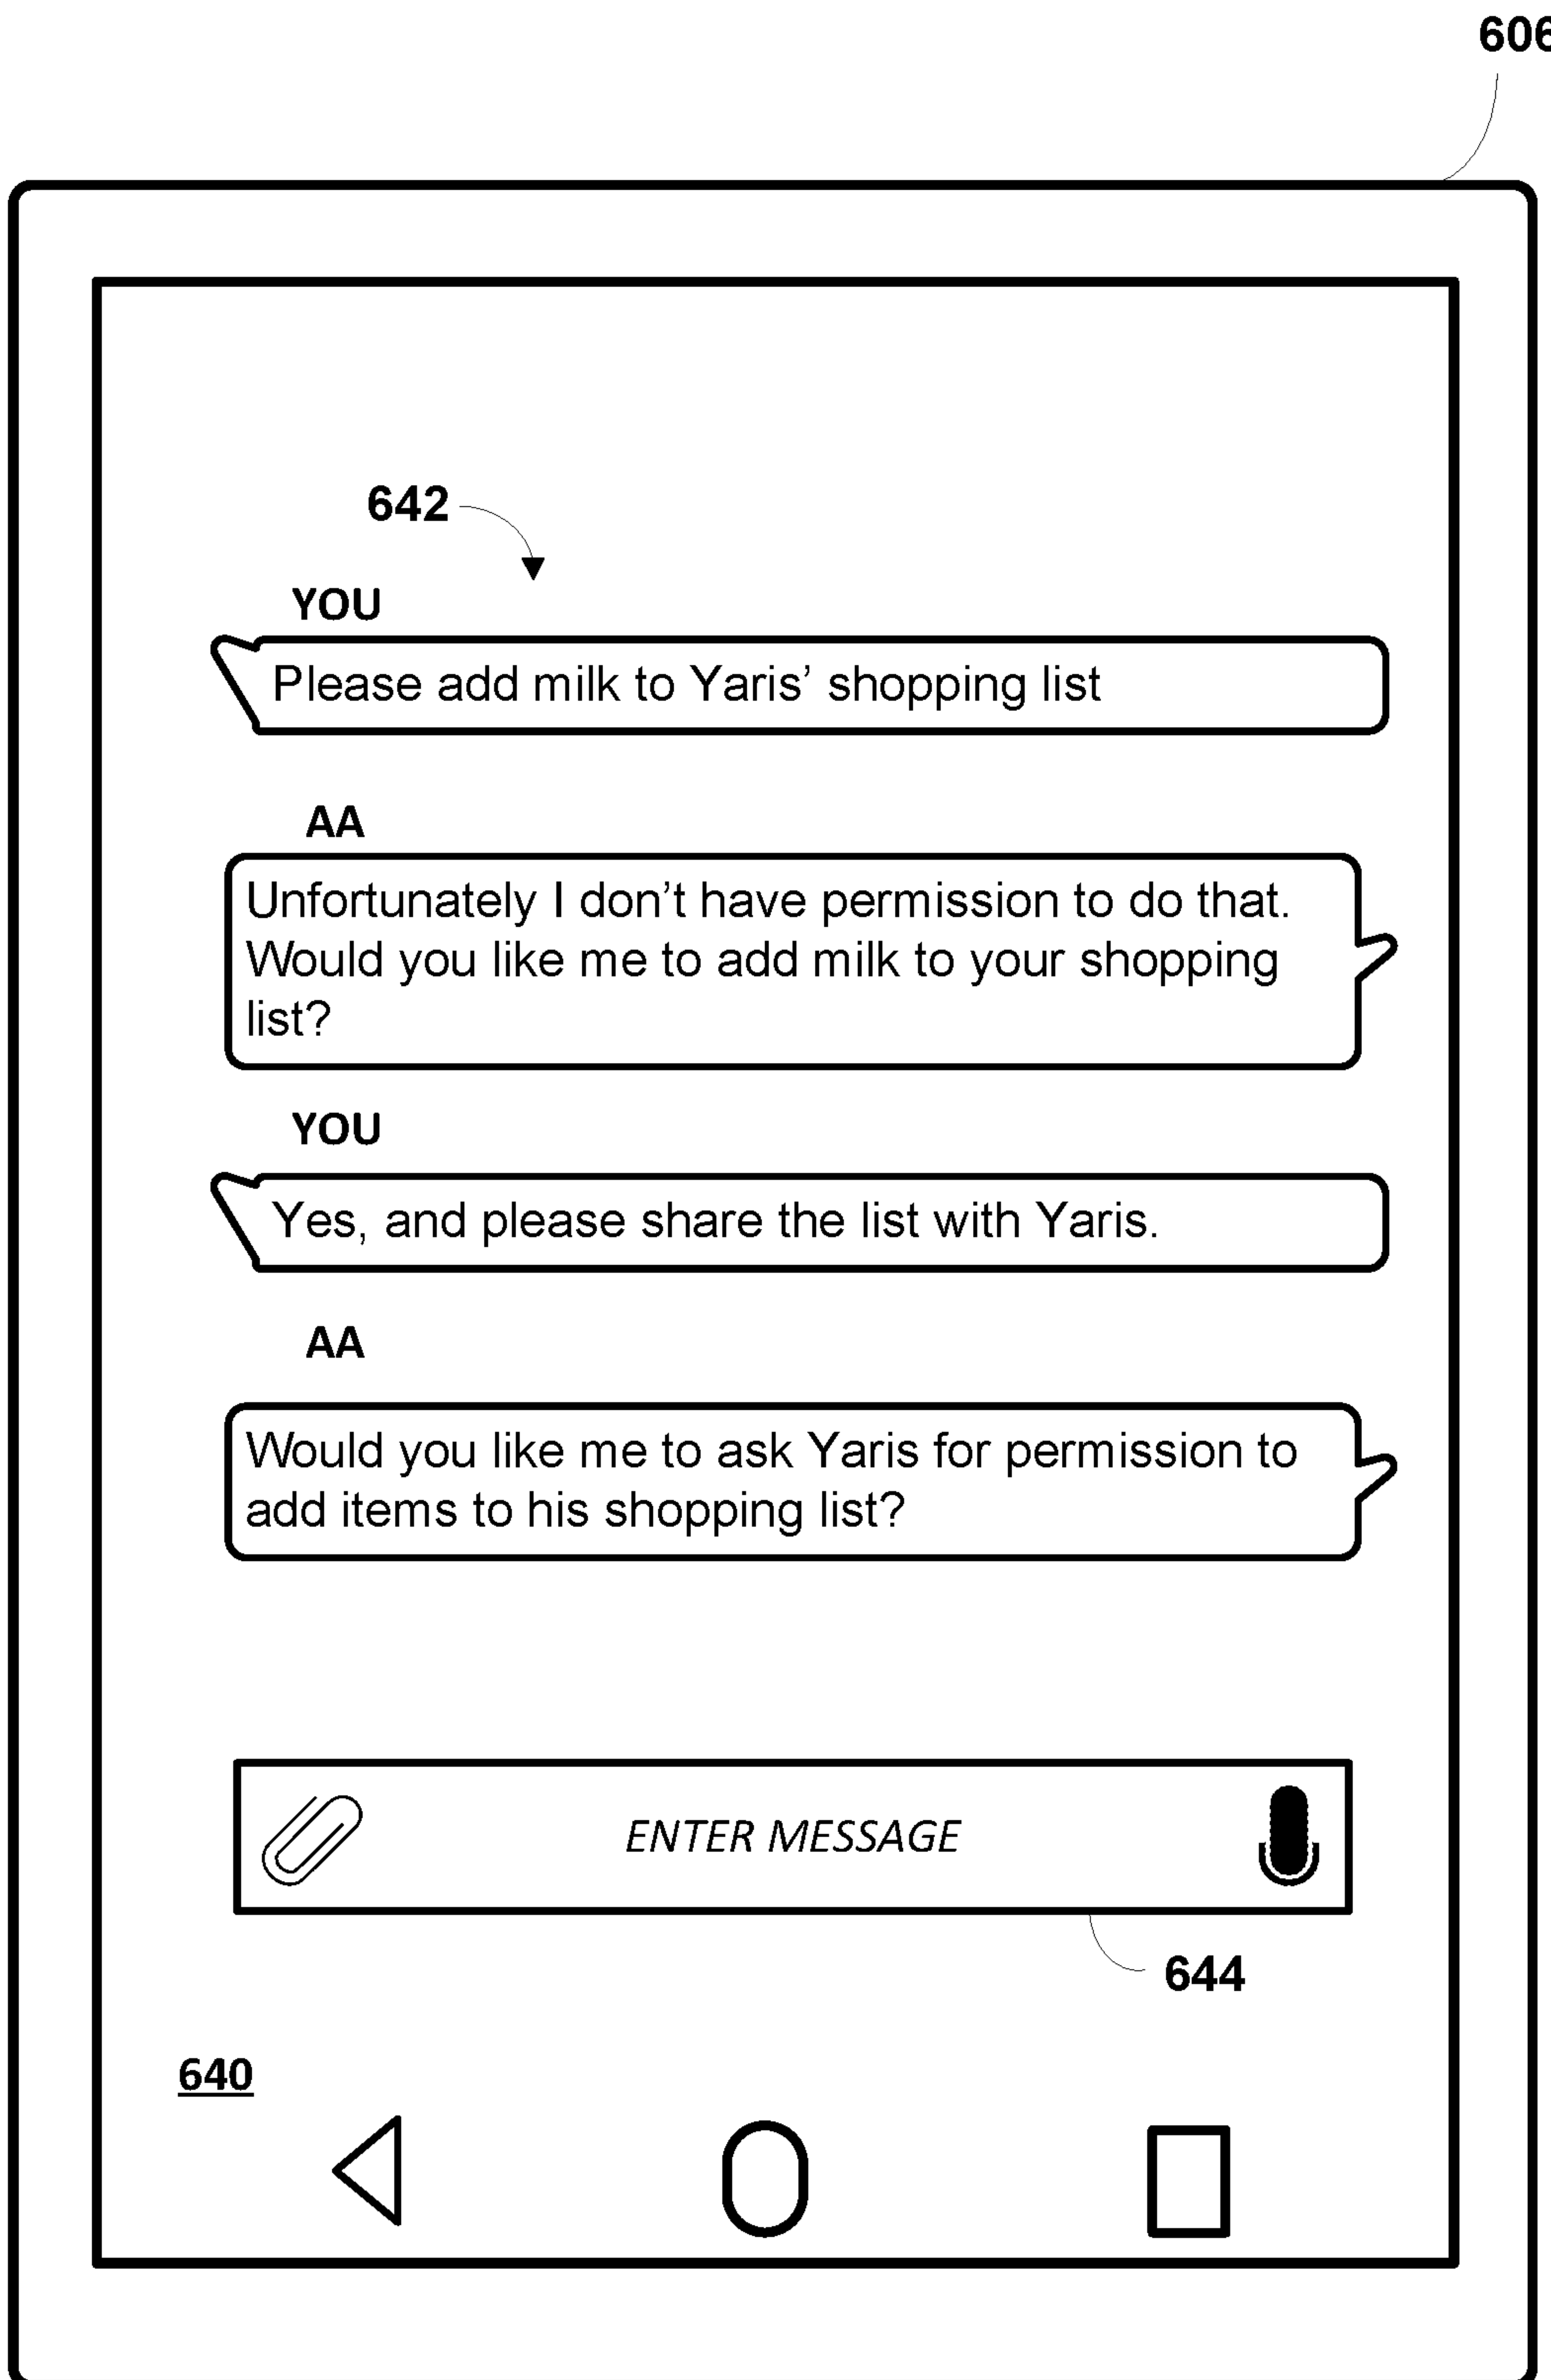 606
642
YOU
Please add milk to Yaris’ shopping list
AA
Unfortunately I don’t have permission to do that.
Would you like me to add milk to your shopping
list?
YOU
Yes, and please share the list with Yaris.
AA
Would you like me to ask Yaris for permission to
add items to his shopping list?
ENTER MESSAGE
644
640